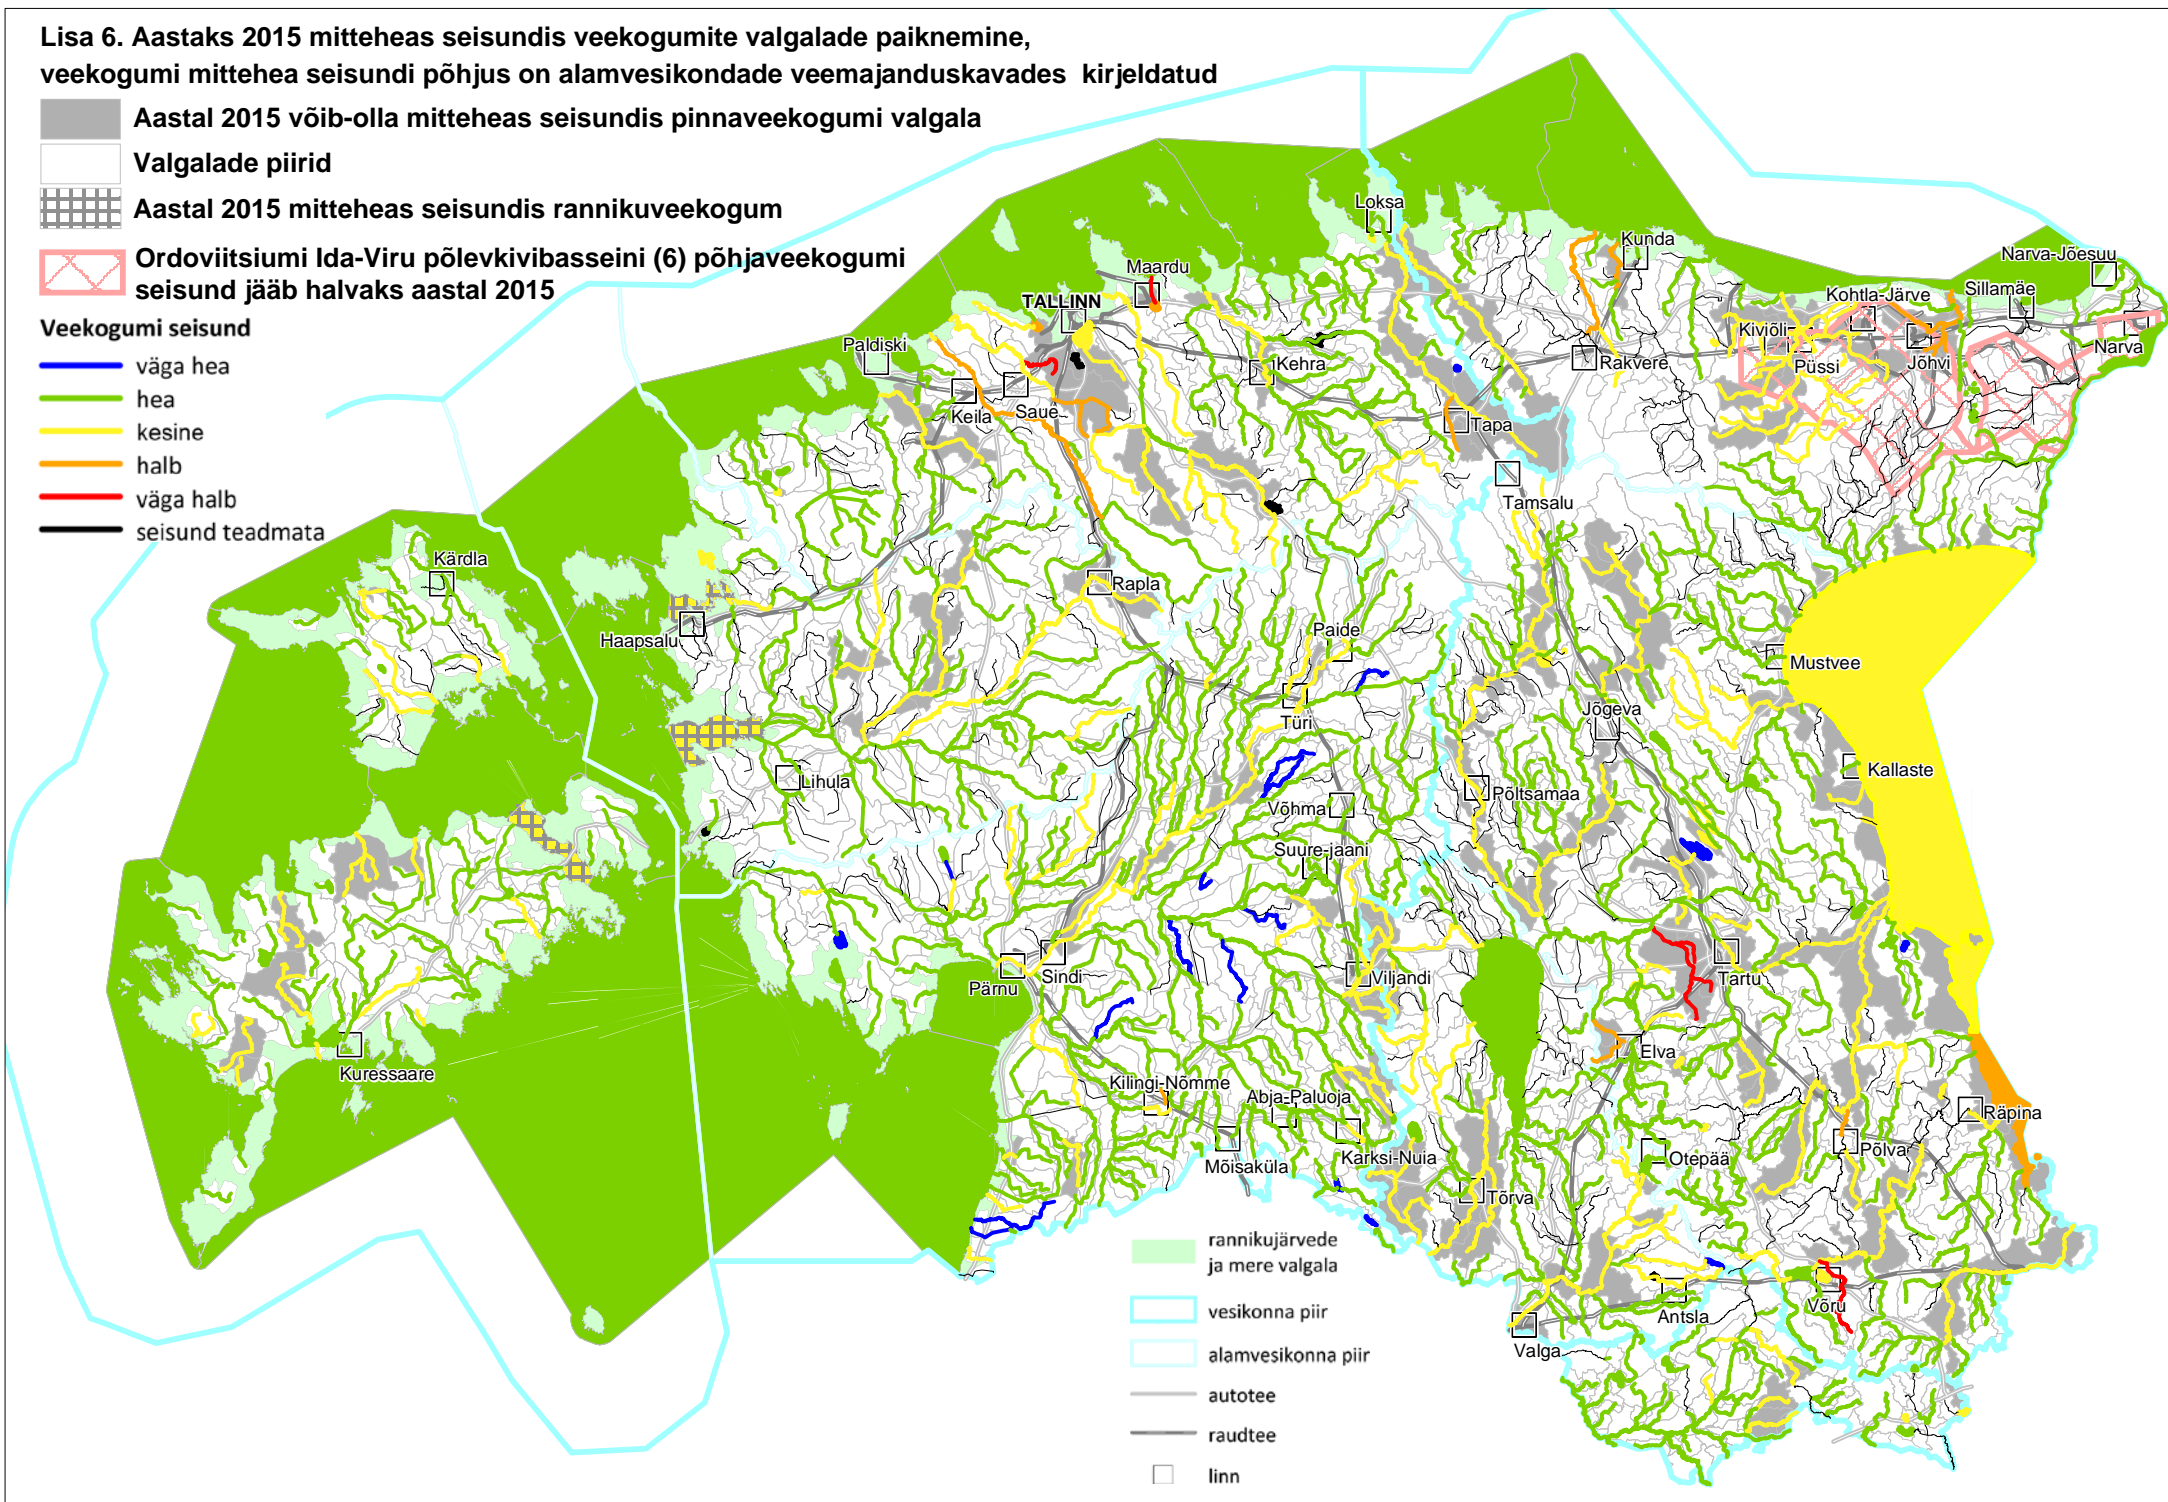 Lisa 6. Aastaks 2015 mitteheas seisundis veekogumite valgalade paiknemine,
veekogumi mittehea seisundi põhjus on alamvesikondade veemajanduskavades kirjeldatud
Aastal 2015 võib-olla mitteheas seisundis pinnaveekogumi valgala
Valgalade piirid
Aastal 2015 mitteheas seisundis rannikuveekogum
Ordoviitsiumi Ida-Viru põlevkivibasseini (6) põhjaveekogumi
seisund jääb halvaks aastal 2015
Veekogumi seisund
väga hea
hea
kesine
halb
väga halb
seisund teadmata
Loksa
Kunda
Narva-Jõesuu
Maardu
TALLINN
Kohtla-Järve
Sillamäe
Kiviõli
Paldiski
Kehra
Rakvere
Püssi
Jõhvi
Narva
Keila
Saue
Tapa
Tamsalu
Kärdla
Rapla
Haapsalu
Paide
Mustvee
Türi
Jõgeva
Lihula
Kallaste
Võhma
Põltsamaa
Suure-jaani
Pärnu
Sindi
Viljandi
Tartu
Kuressaare
Elva
Kilingi-Nõmme
Abja-Paluoja
Räpina
Mõisaküla
Karksi-Nuia
Otepää
Põlva
Tõrva
Antsla
Võru
Valga
rannikujärvede
ja mere valgala
vesikonna piir
alamvesikonna piir
autotee
raudtee
linn